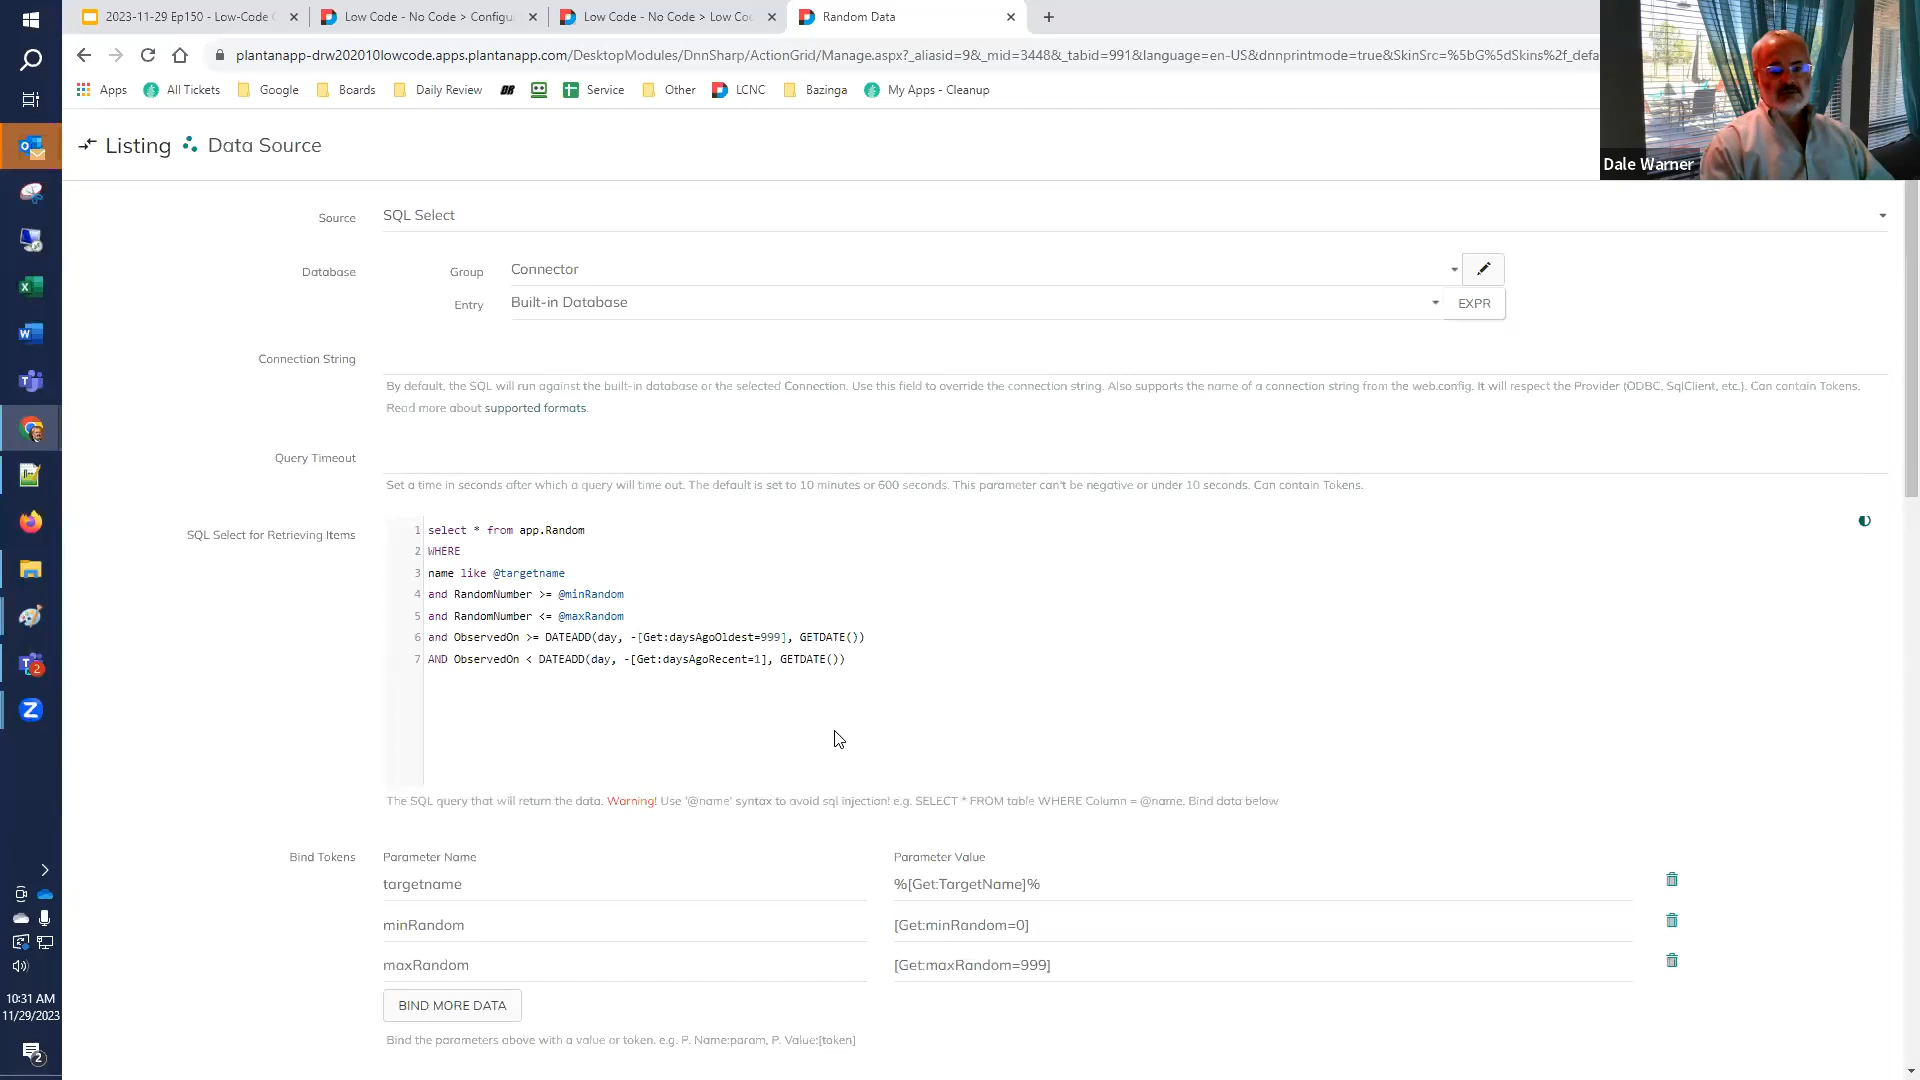 2023-11-29 Ep150 - Low-Code
Low Code - No Code > Configu
Low Code - No Code > Low Co
Random Data
plantanapp-drw202010lowcode.apps.plantanapp.com/DesktopModules/DnnSharp/ActionGrid/Manage.aspx?_aliasid=9&_mid=3448&_tabid=991&language=en-US&dnnprintmode=true&SkinSrc=%5bG%5dSkins%2f_defa
Apps
All Tickets
Google
Boards
Daily Review
DR
Service
Other
LCNC
Bazinga
My Apps - Cleanup
Dale Warner
Listing
Data Source
Source
SQL Select
Database
Group
Connector
Entry
Built-in Database
EXPR
Connection String
By default, the SQL will run against the built-in database or the selected Connection. Use this field to override the connection string. Also supports the name of a connection string from the web.config. It will respect the Provider (ODBC, SqlClient, etc.). Can contain Tokens.
Read more about supported formats.
Query Timeout
Set a time in seconds after which a query will time out. The default is set to 10 minutes or 600 seconds. This parameter can't be negative or under 10 seconds. Can contain Tokens.
SQL Select for Retrieving Items
1 select * from app.Random
2 WHERE
3 name like @targetname
4 and RandomNumber >= @minRandom
5 and RandomNumber <= @maxRandom
6 and ObservedOn >= DATEADD(day, -[Get:daysAgoOldest=999], GETDATE())
7 AND ObservedOn < DATEADD(day, -[Get:daysAgoRecent=1], GETDATE())
The SQL query that will return the data. Warning! Use '@name' syntax to avoid sql injection! e.g. SELECT * FROM table WHERE Column = @name. Bind data below
Bind Tokens
Parameter Name
Parameter Value
targetname
%[Get:TargetName]%
minRandom
[Get:minRandom=0]
maxRandom
[Get:maxRandom=999]
BIND MORE DATA
Bind the parameters above with a value or token. e.g. P. Name:param, P. Value:[token]
2
10:31 AM
11/29/2023
2